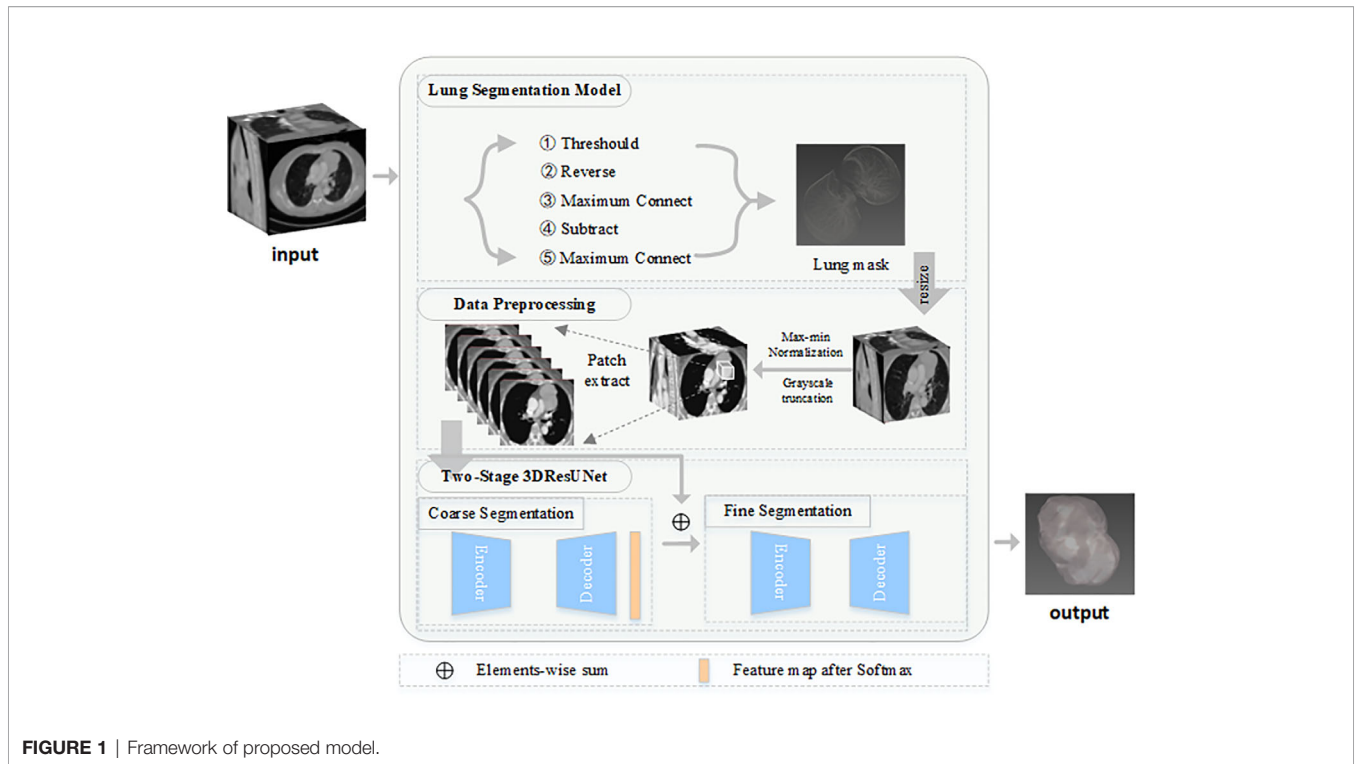 Lung Segmentation Model
① Threshould
② Reverse
③ Maximum Connect
④ Subtract
⑤ Maximum Connect
input
Lung mask
resize
Data Preprocessing
Patch
extract
Max-min
Normalization
Grayscale
truncation
Two-Stage 3DResUNet
Coarse Segmentation
Encoder
Decoder
⊕
Fine Segmentation
Encoder
Decoder
output
⊕ Elements-wise sum
Feature map after Softmax
FIGURE 1 | Framework of proposed model.